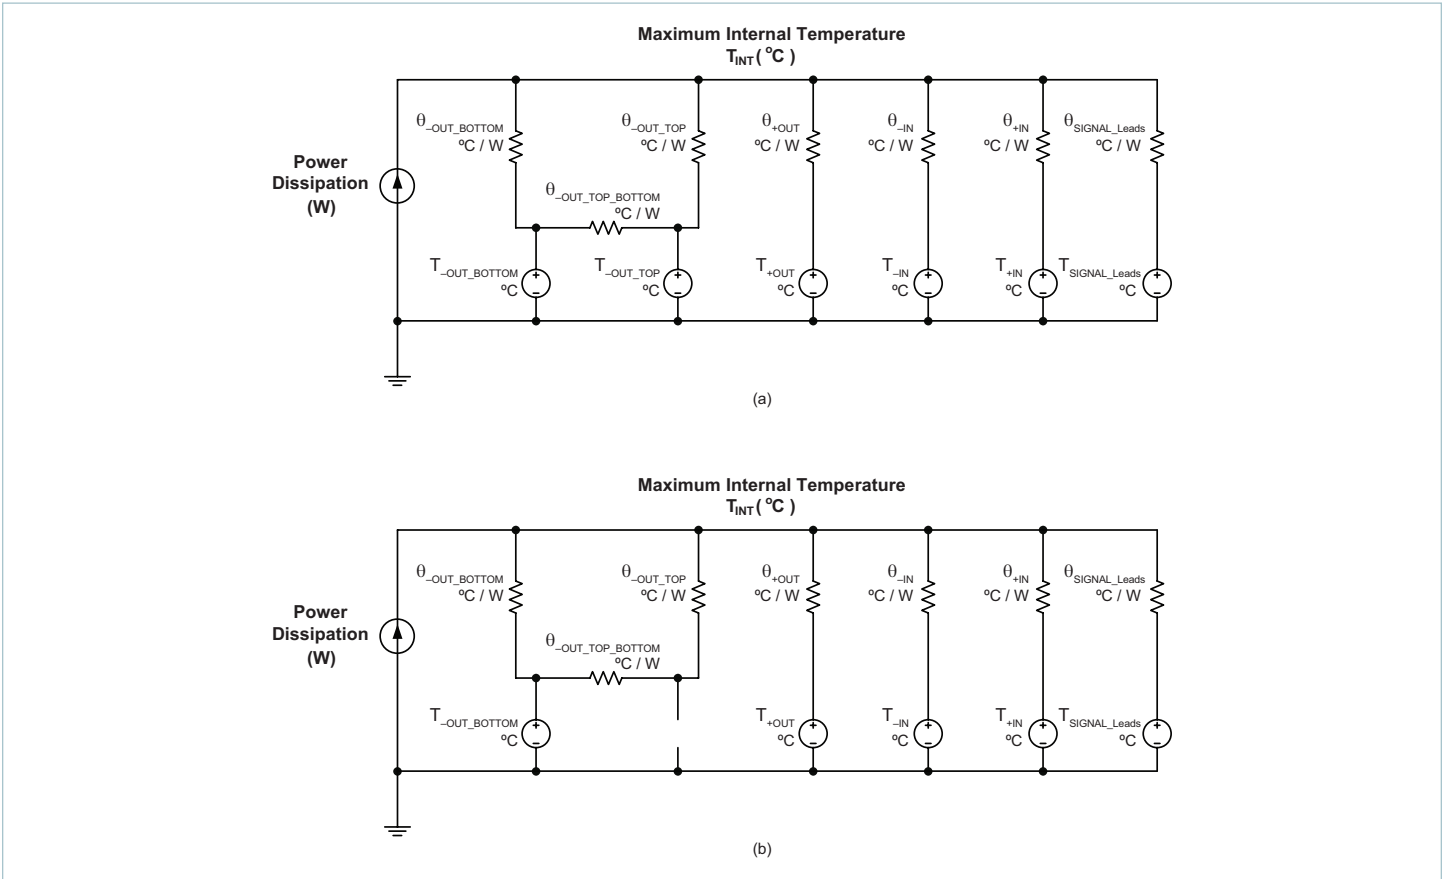 Maximum Internal Temperature
T_INT ( °C )
θ_–OUT_BOTTOM
°C / W
θ_–OUT_TOP
°C / W
θ_+OUT
°C / W
θ_–IN
°C / W
θ_+IN
°C / W
θ_SIGNAL_Leads
°C / W
Power
Dissipation
(W)
θ_–OUT_TOP_BOTTOM
°C / W
T_–OUT_BOTTOM
°C
T_–OUT_TOP
°C
T_+OUT
°C
T_–IN
°C
T_+IN
°C
T_SIGNAL_Leads
°C
(a)
Maximum Internal Temperature
T_INT ( °C )
θ_–OUT_BOTTOM
°C / W
θ_–OUT_TOP
°C / W
θ_+OUT
°C / W
θ_–IN
°C / W
θ_+IN
°C / W
θ_SIGNAL_Leads
°C / W
Power
Dissipation
(W)
θ_–OUT_TOP_BOTTOM
°C / W
T_–OUT_BOTTOM
°C
T_+OUT
°C
T_–IN
°C
T_+IN
°C
T_SIGNAL_Leads
°C
(b)